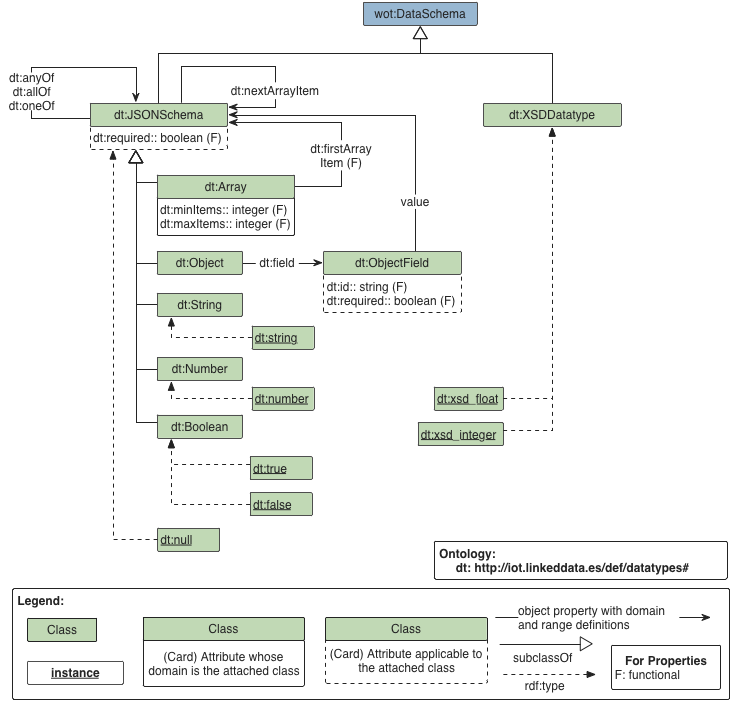 wot:DataSchema
dt:anyOf
dt:allOf
dt:oneOf
dt:nextArrayItem
dt:JSONSchema
dt:XSDDatatype
dt:required:: boolean (F)
dt:firstArray
Item (F)
dt:Array
dt:minItems:: integer (F)
dt:maxItems:: integer (F)
value
dt:Object
dt:field
dt:ObjectField
dt:id:: string (F)
dt:required:: boolean (F)
dt:String
dt:string
dt:Number
dt:number
dt:xsd_float
dt:Boolean
dt:xsd_integer
dt:true
dt:false
dt:null
Ontology:
dt: http://iot.linkeddata.es/def/datatypes#
Legend:
Class
instance
Class
(Card) Attribute whose
domain is the attached class
Class
(Card) Attribute applicable to
the attached class
object property with domain
and range definitions
subclassOf
rdf:type
For Properties
F: functional